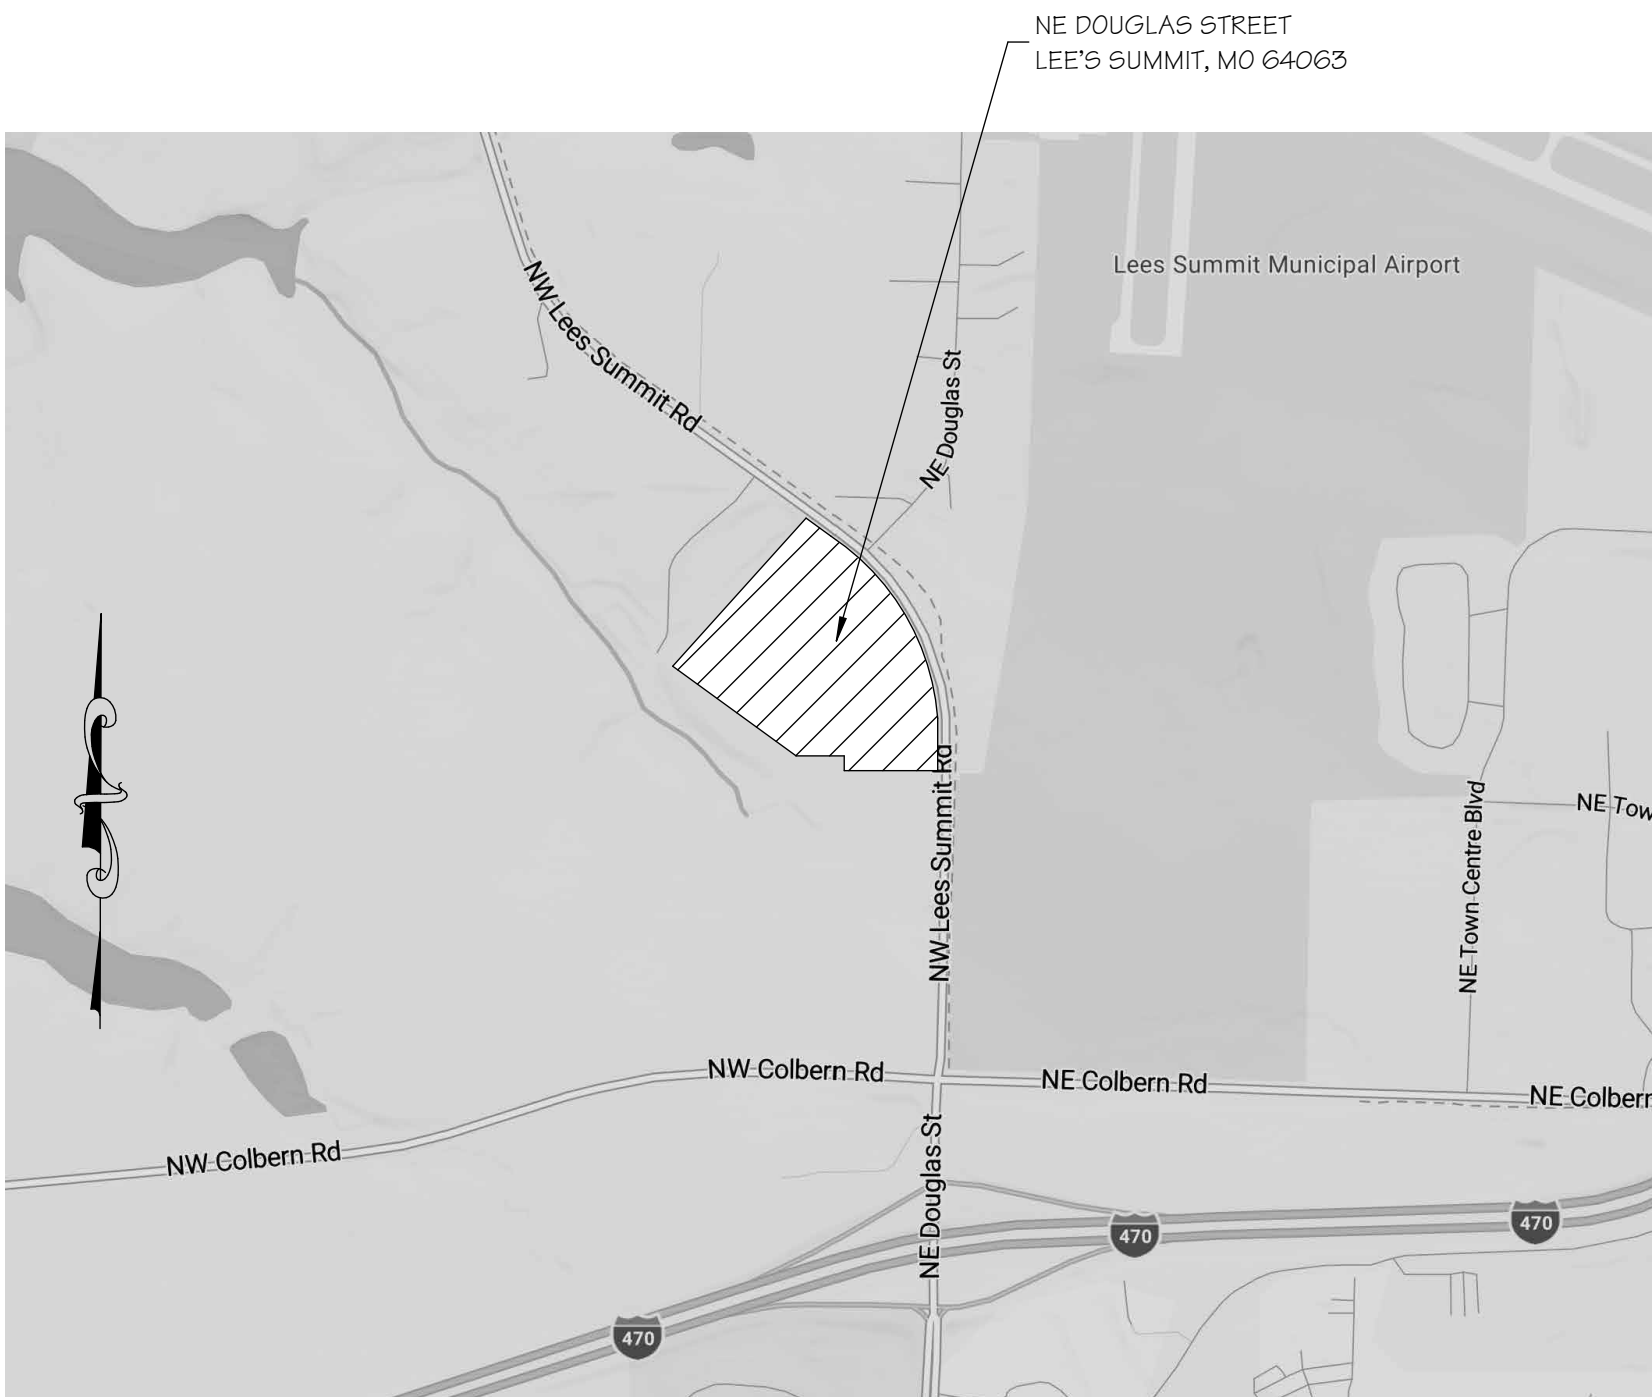 NE DOUGLAS STREET
LEE'S SUMMIT, MO 64063
Lees Summit Municipal Airport
NW Lees Summit Rd
NE Douglas St
NW Lees Summit Rd
NE Town Centre Blvd
NE Tow
NW Colbern Rd
NE Colbern Rd
NE Colbern
NW Colbern Rd
NE Douglas St
470
470
470